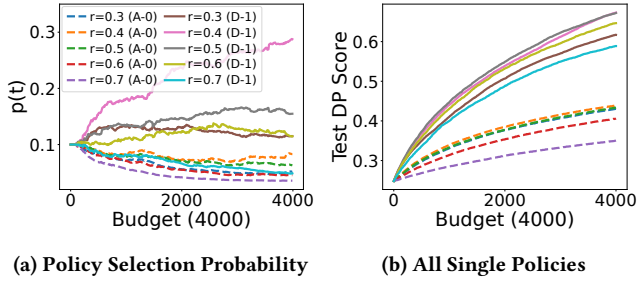 0.3
0.2
0.1
p(t)
r=0.3 (A-0)
r=0.4 (A-0)
r=0.5 (A-0)
r=0.6 (A-0)
r=0.7 (A-0)
r=0.3 (D-1)
r=0.4 (D-1)
r=0.5 (D-1)
r=0.6 (D-1)
r=0.7 (D-1)
0 2000 4000
Budget (4000)
(a) Policy Selection Probability
0.6
0.5
0.4
0.3
Test DP Score
0 2000 4000
Budget (4000)
(b) All Single Policies